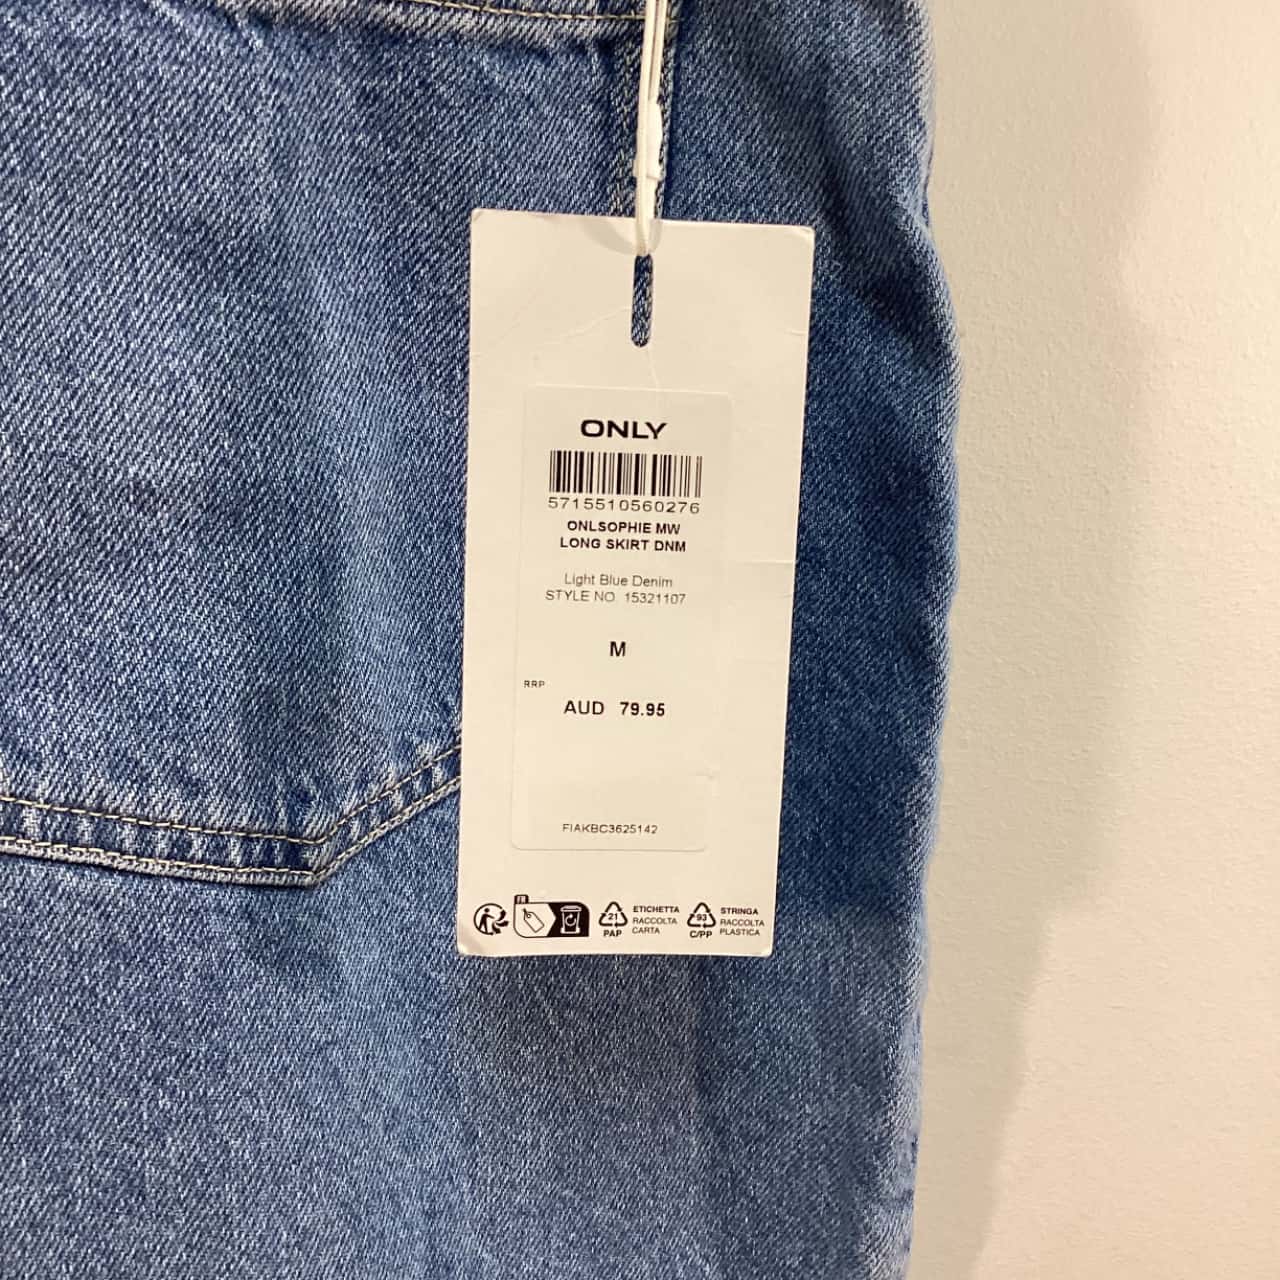 ONLY
5715510560276
ONLSOPHIE MW
LONG SKIRT DNM
Light Blue Denim
STYLE NO. 15321107
M
RRP
AUD 79.95
FIAKBC3625142
FR
21
PAP
ETICHETTA
RACCOLTA
CARTA
93
C/PP
STRINGA
RACCOLTA
PLASTICA